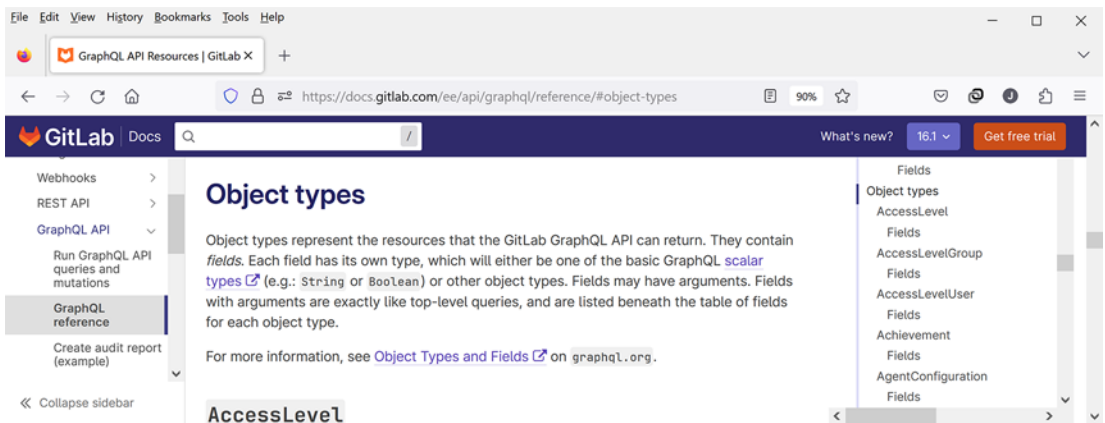 File Edit View History Bookmarks Tools Help
GraphQL API Resources | GitLab
https://docs.gitlab.com/ee/api/graphql/reference/#object-types
90%
J
GitLab Docs
/
What's new?
16.1
Get free trial
Webhooks
REST API
GraphQL API
Run GraphQL API
queries and
mutations
GraphQL
reference
Create audit report
(example)
Collapse sidebar
Object types
Object types represent the resources that the GitLab GraphQL API can return. They contain
fields. Each field has its own type, which will either be one of the basic GraphQL scalar
types (e.g.: String or Boolean) or other object types. Fields may have arguments. Fields
with arguments are exactly like top-level queries, and are listed beneath the table of fields
for each object type.
For more information, see Object Types and Fields on graphql.org.
AccessLevel
Fields
Object types
AccessLevel
Fields
AccessLevelGroup
Fields
AccessLevelUser
Fields
Achievement
Fields
AgentConfiguration
Fields